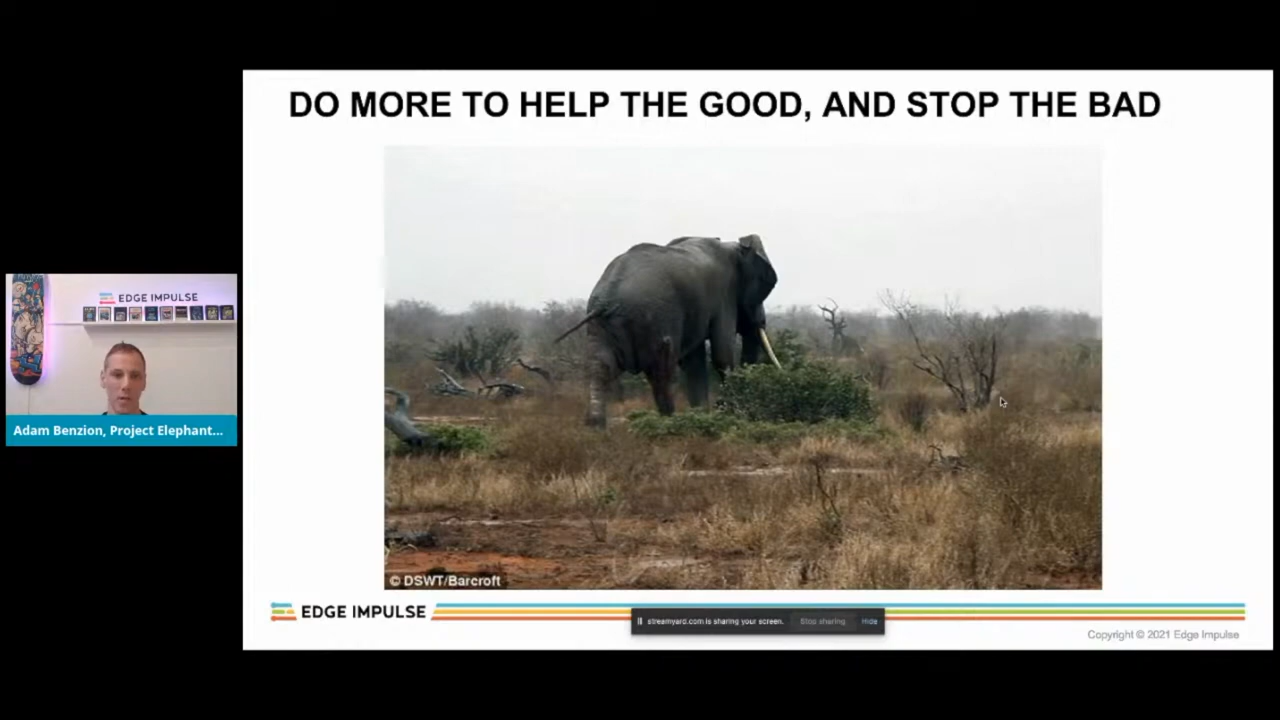 DO MORE TO HELP THE GOOD, AND STOP THE BAD
EDGE IMPULSE
Adam Benzion, Project Elephant...
© DSWT/Barcroft
EDGE IMPULSE
streamyard.com is sharing your screen. Stop sharing Hide
Copyright © 2021 Edge Impulse